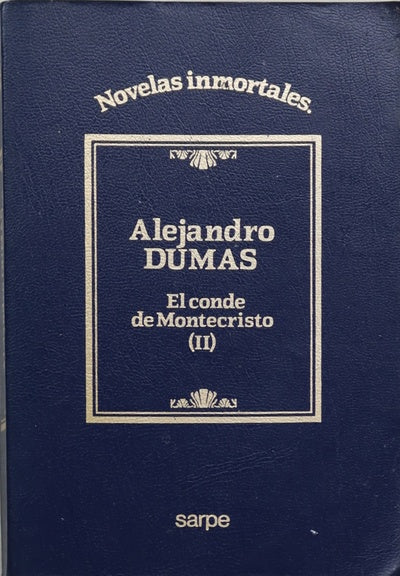 Novelas inmortales.
Alejandro
DUMAS
El conde
de Montecristo
(II)
sarpe